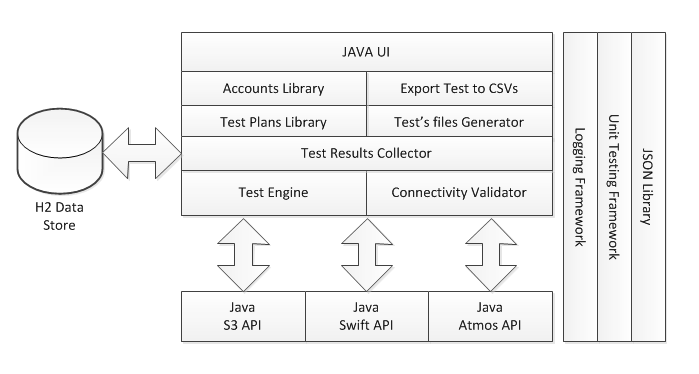 JAVA UI
Accounts Library
Export Test to CSVs
Test Plans Library
Test's files Generator
Test Results Collector
Test Engine
Connectivity Validator
H2 Data
Store
Java
S3 API
Java
Swift API
Java
Atmos API
Logging Framework
Unit Testing Framework
JSON Library